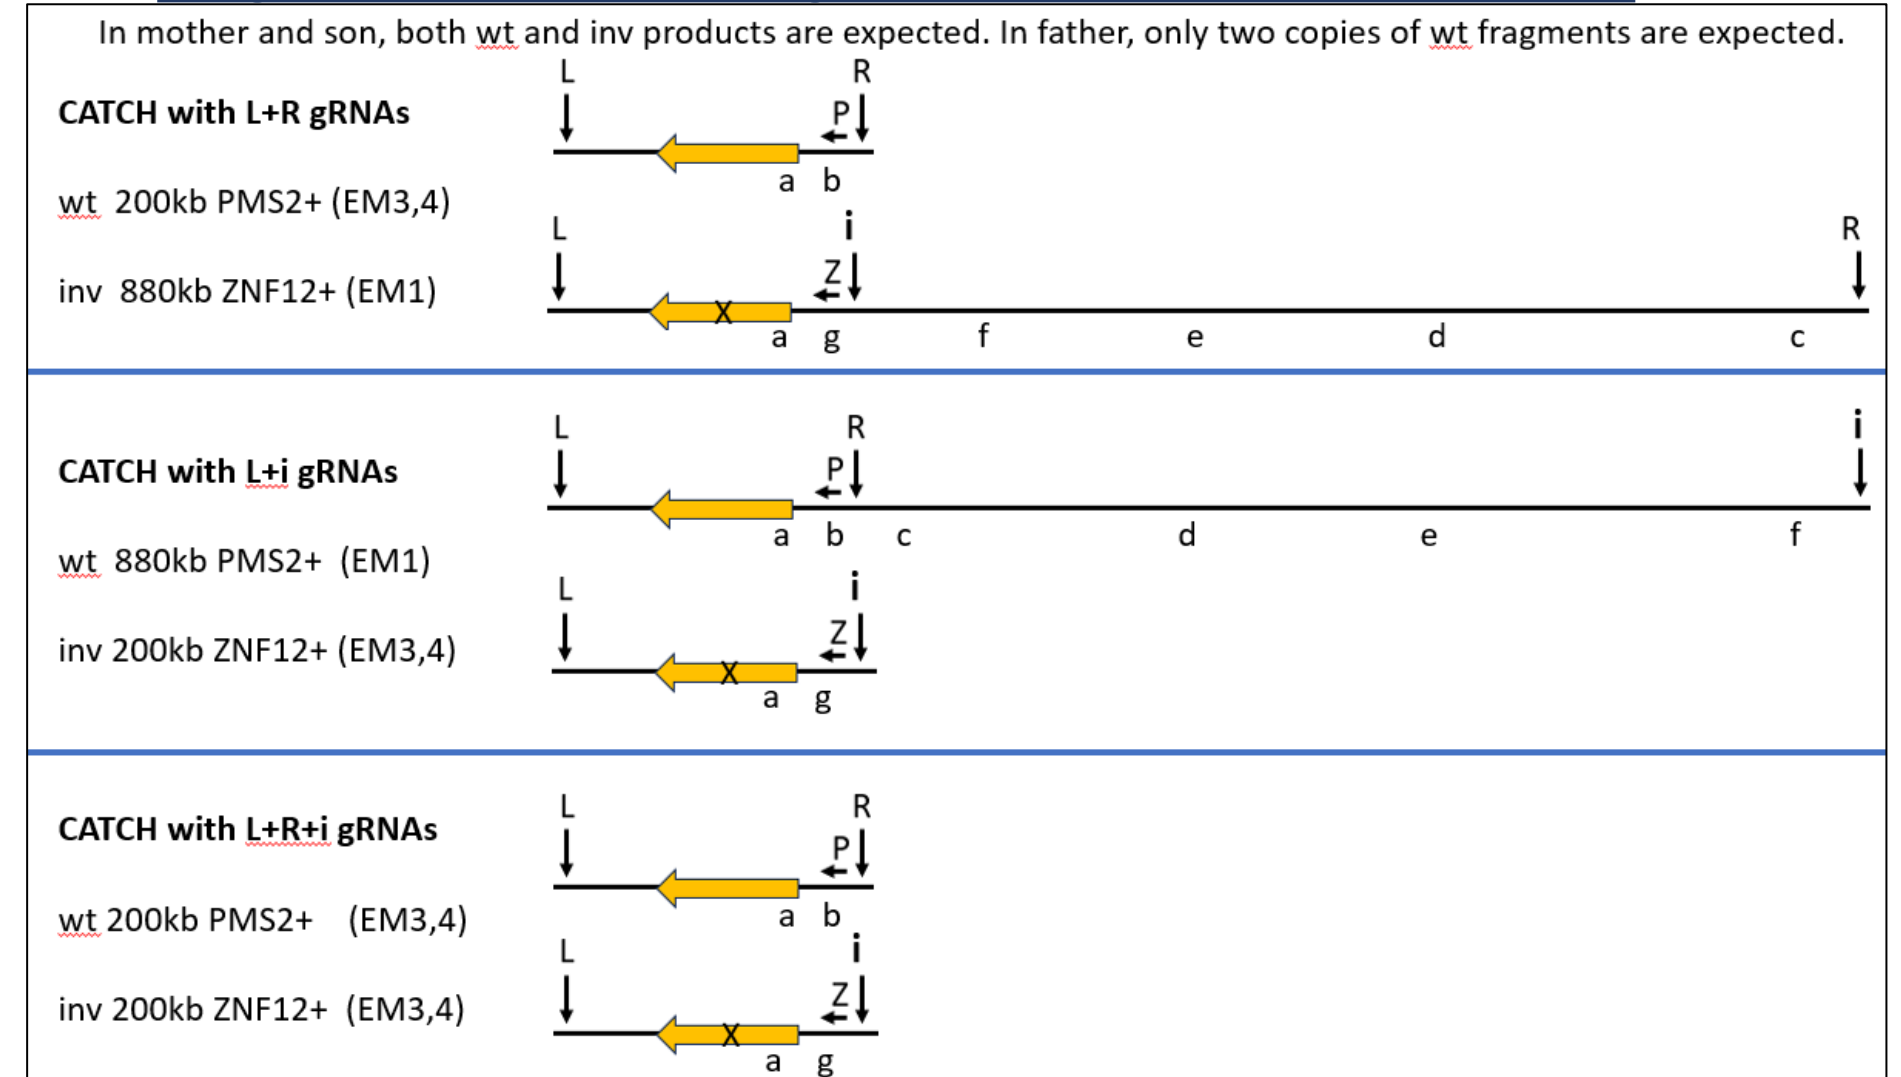 In mother and son, both wt and inv products are expected. In father, only two copies of wt fragments are expected.
L R
CATCH with L+R gRNAs
P
a b
wt 200kb PMS2+ (EM3,4)
L i R
Z
inv 880kb ZNF12+ (EM1)
X
a g f e d c
L R i
CATCH with L+i gRNAs
P
a b c d e f
wt 880kb PMS2+ (EM1)
L i
Z
inv 200kb ZNF12+ (EM3,4)
X
a g
L R
CATCH with L+R+i gRNAs
P
a b
wt 200kb PMS2+ (EM3,4)
L i
Z
inv 200kb ZNF12+ (EM3,4)
X
a g